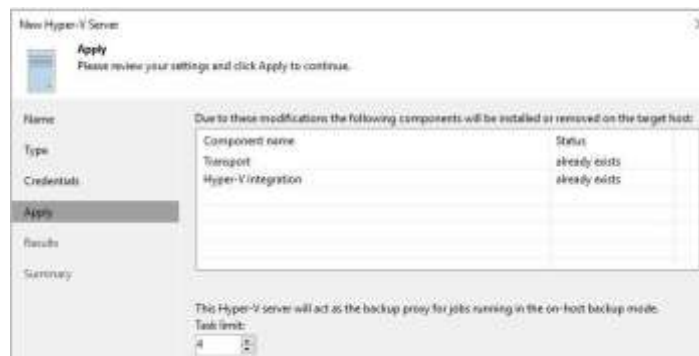 New Hyper-V Server
Apply
Please review your settings and click Apply to continue.
Name
Type
Credentials
Apply
Results
Summary
Due to these modifications the following components will be installed or removed on the target host:
Component name Status
Transport already exists
Hyper-V integration already exists
This Hyper-V server will act as the backup proxy for jobs running in the on-host backup mode.
Task limit:
4